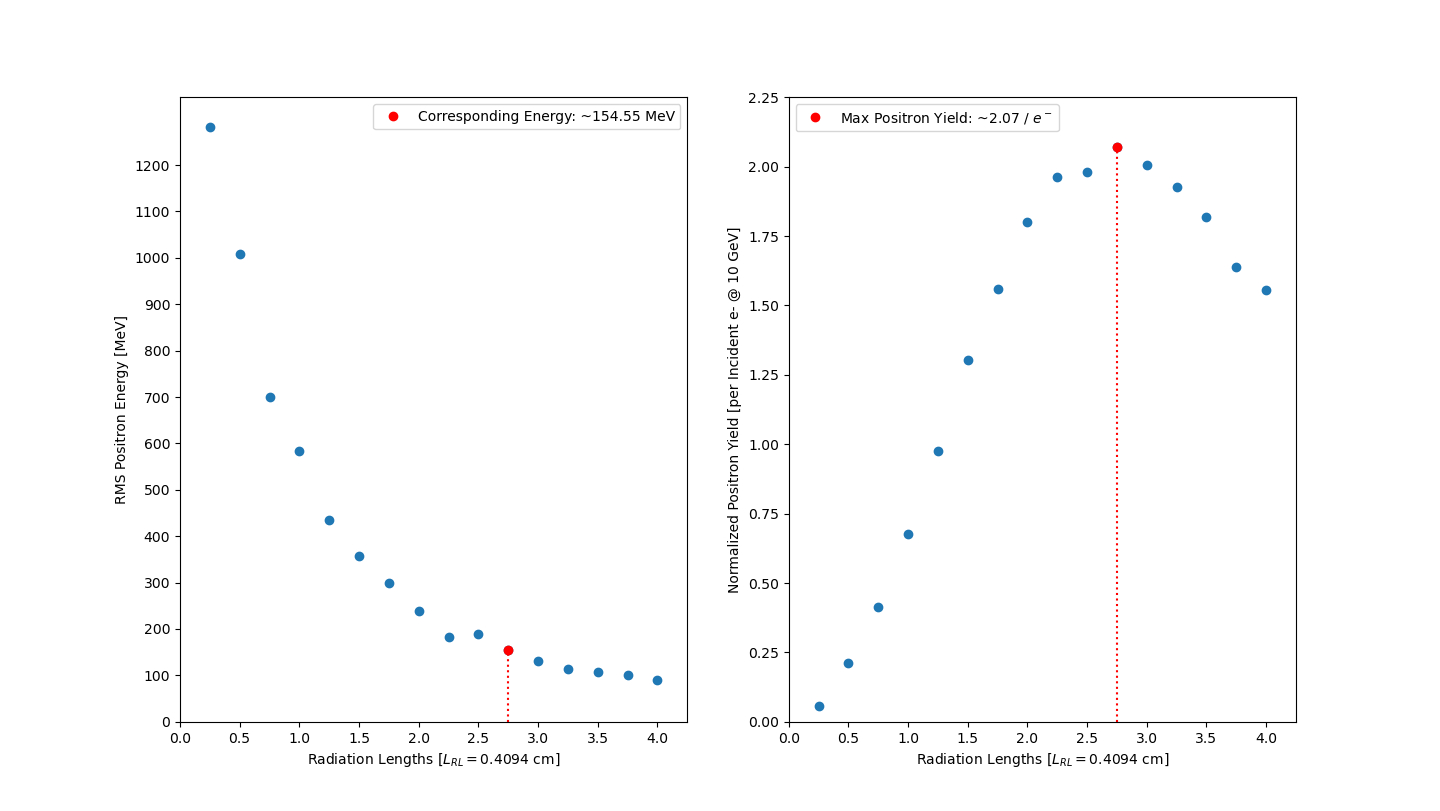 Corresponding Energy: ~154.55 MeV
RMS Positron Energy [MeV]
1200
1100
1000
900
800
700
600
500
400
300
200
100
0
0.0 0.5 1.0 1.5 2.0 2.5 3.0 3.5 4.0
Radiation Lengths [L_RL = 0.4094 cm]
Max Positron Yield: ~2.07 / e⁻
Normalized Positron Yield [per Incident e- @ 10 GeV]
2.25
2.00
1.75
1.50
1.25
1.00
0.75
0.50
0.25
0.00
0.0 0.5 1.0 1.5 2.0 2.5 3.0 3.5 4.0
Radiation Lengths [L_RL = 0.4094 cm]